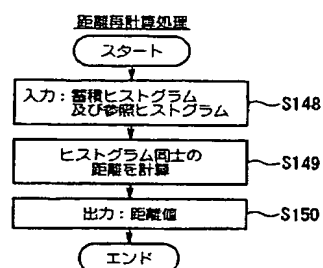 距離再計算処理
スタート
入力：蓄積ヒストグラム
及び参照ヒストグラム
S148
ヒストグラム同士の
距離を計算
S149
出力：距離値
S150
エンド